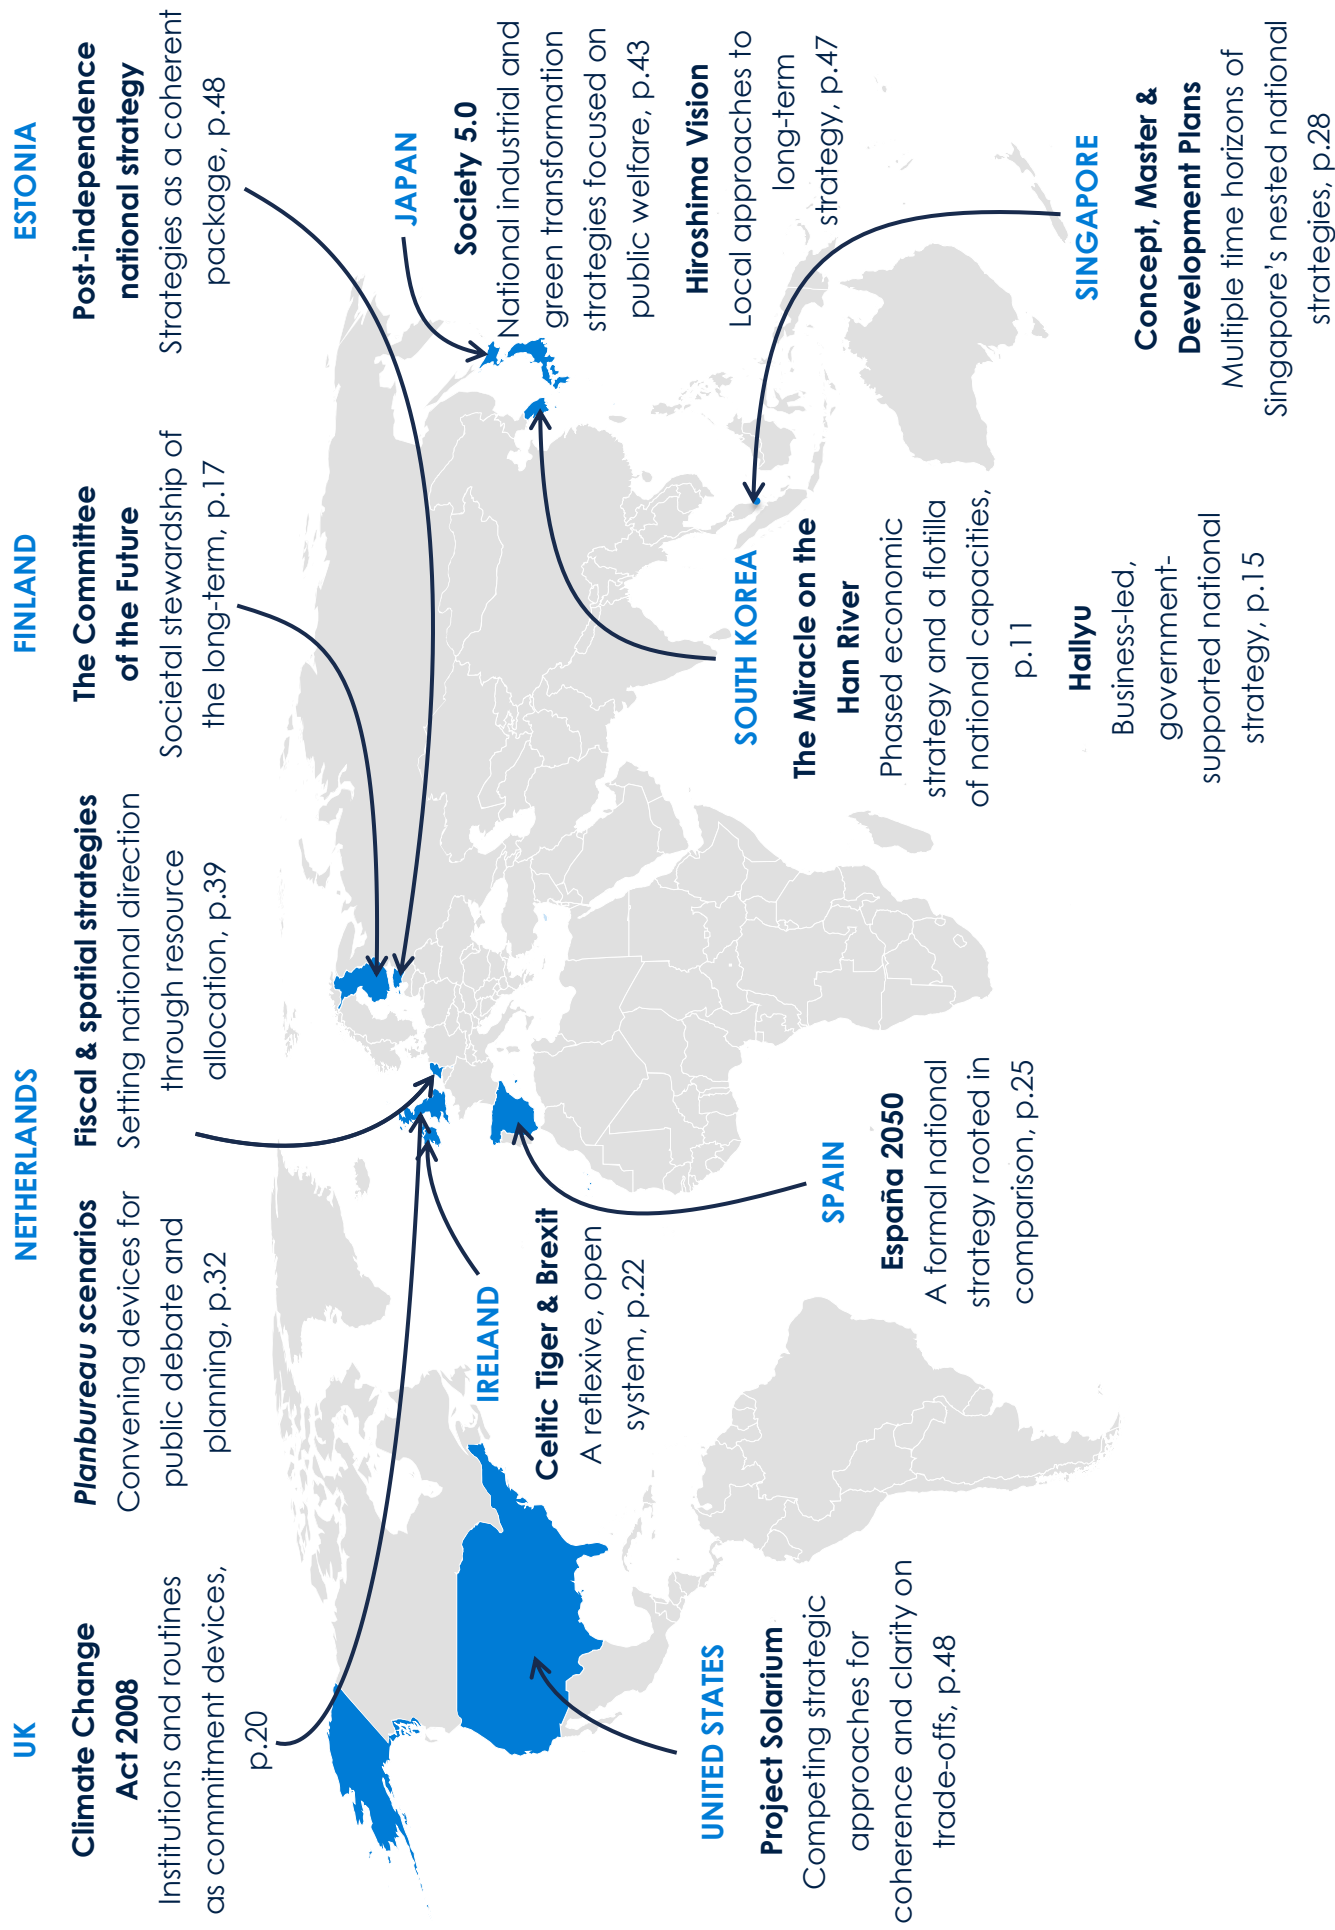 UK
Climate Change
Act 2008
Institutions and routines
as commitment devices,
p.20
NETHERLANDS
Planbureau scenarios
Convening devices for
public debate and
planning, p.32
Fiscal & spatial strategies
Setting national direction
through resource
allocation, p.39
FINLAND
The Committee
of the Future
Societal stewardship of
the long-term, p.17
ESTONIA
Post-independence
national strategy
Strategies as a coherent
package, p.48
JAPAN
Society 5.0
National industrial and
green transformation
strategies focused on
public welfare, p.43
Hiroshima Vision
Local approaches to
long-term
strategy, p.47
IRELAND
Celtic Tiger & Brexit
A reflexive, open
system, p.22
UNITED STATES
Project Solarium
Competing strategic
approaches for
coherence and clarity on
trade-offs, p.48
SPAIN
España 2050
A formal national
strategy rooted in
comparison, p.25
SOUTH KOREA
The Miracle on the
Han River
Phased economic
strategy and a flotilla
of national capacities,
p.11
Hallyu
Business-led,
government-
supported national
strategy, p.15
SINGAPORE
Concept, Master &
Development Plans
Multiple time horizons of
Singapore's nested national
strategies, p.28